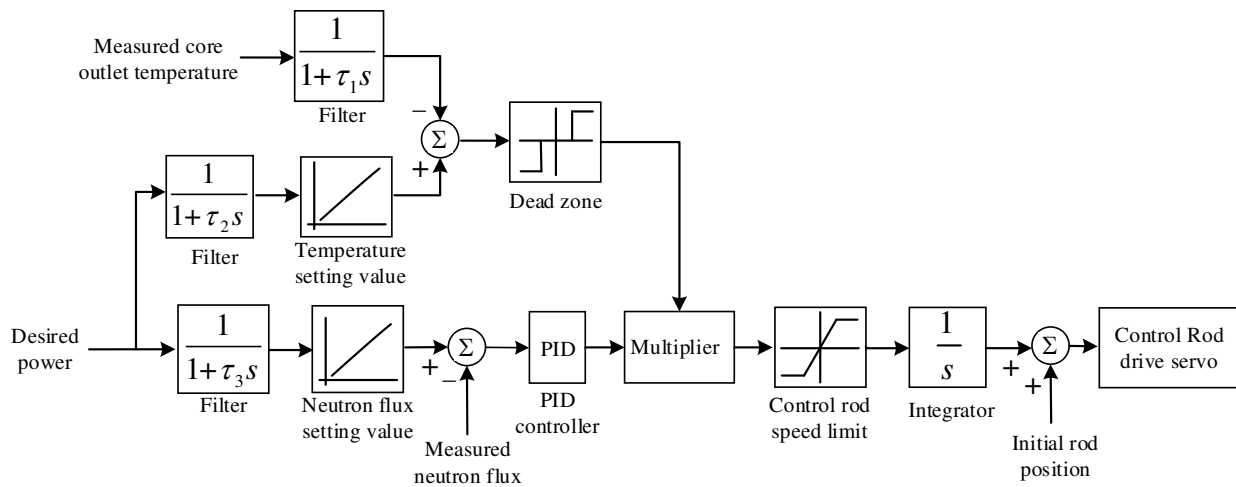 Measured core
outlet temperature
1
1+τ₁s
Filter
−
Σ
+
Dead zone
1
1+τ₂s
Filter
Temperature
setting value
Desired
power
1
1+τ₃s
Filter
Neutron flux
setting value
+
−
Σ
Measured
neutron flux
PID
PID
controller
Multiplier
Control rod
speed limit
1
s
Integrator
+
+
Σ
Initial rod
position
Control Rod
drive servo